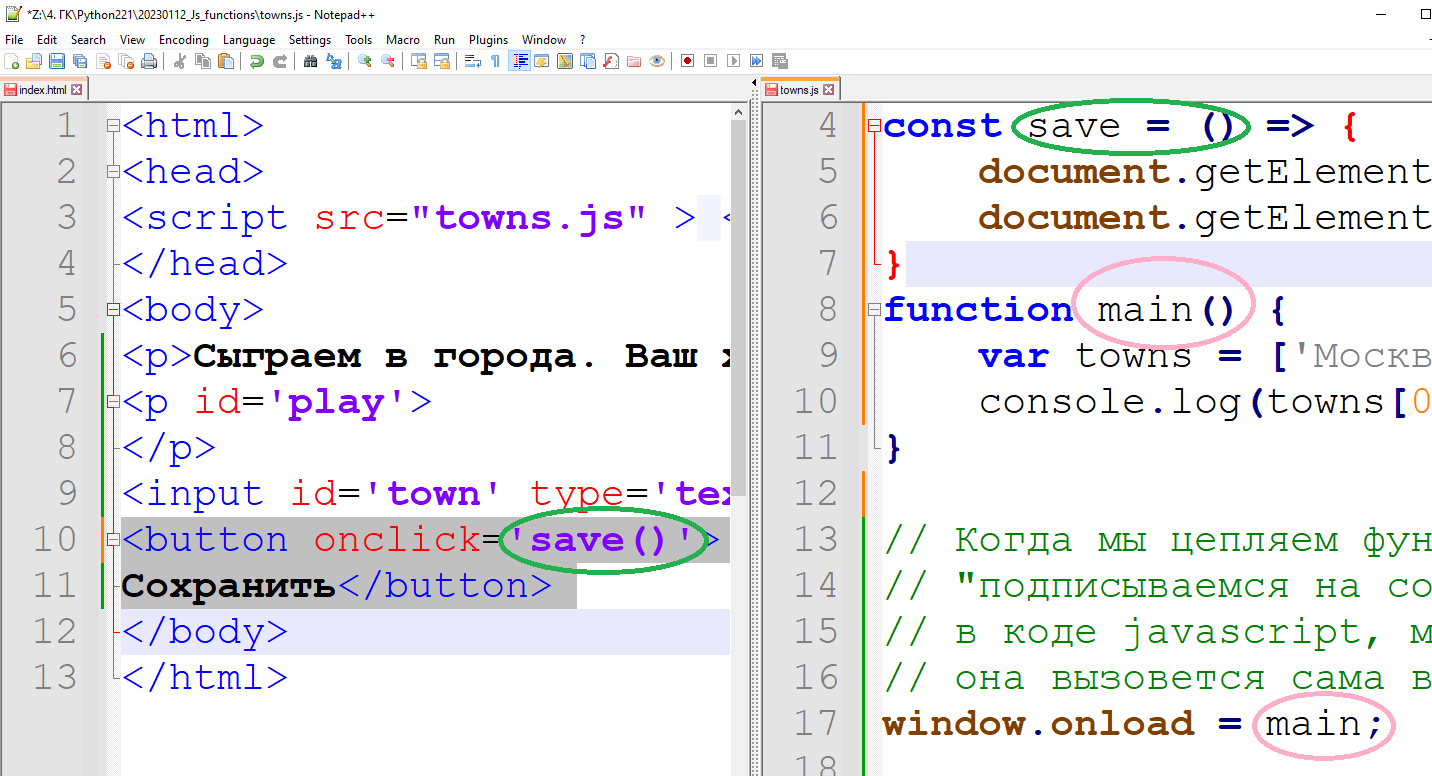 *Z:\4. ГК\Python221\20230112_Js_functions\towns.js - Notepad++
File Edit Search View Encoding Language Settings Tools Macro Run Plugins Window ?
index.html
1 <html>
2 <head>
3 <script src="towns.js" > <
4 </head>
5 <body>
6 <p>Сыграем в города. Ваш х
7 <p id='play'>
8 </p>
9 <input id='town' type='tex
10 <button onclick='save()'>
11 Сохранить</button>
12 </body>
13 </html>
towns.js
4 const save = () => {
5 document.getElement
6 document.getElement
7 }
8 function main() {
9 var towns = ['Москв
10 console.log(towns[0
11 }
12
13 // Когда мы цепляем фун
14 // "подписываемся на со
15 // в коде javascript, м
16 // она вызовется сама в
17 window.onload = main;
18